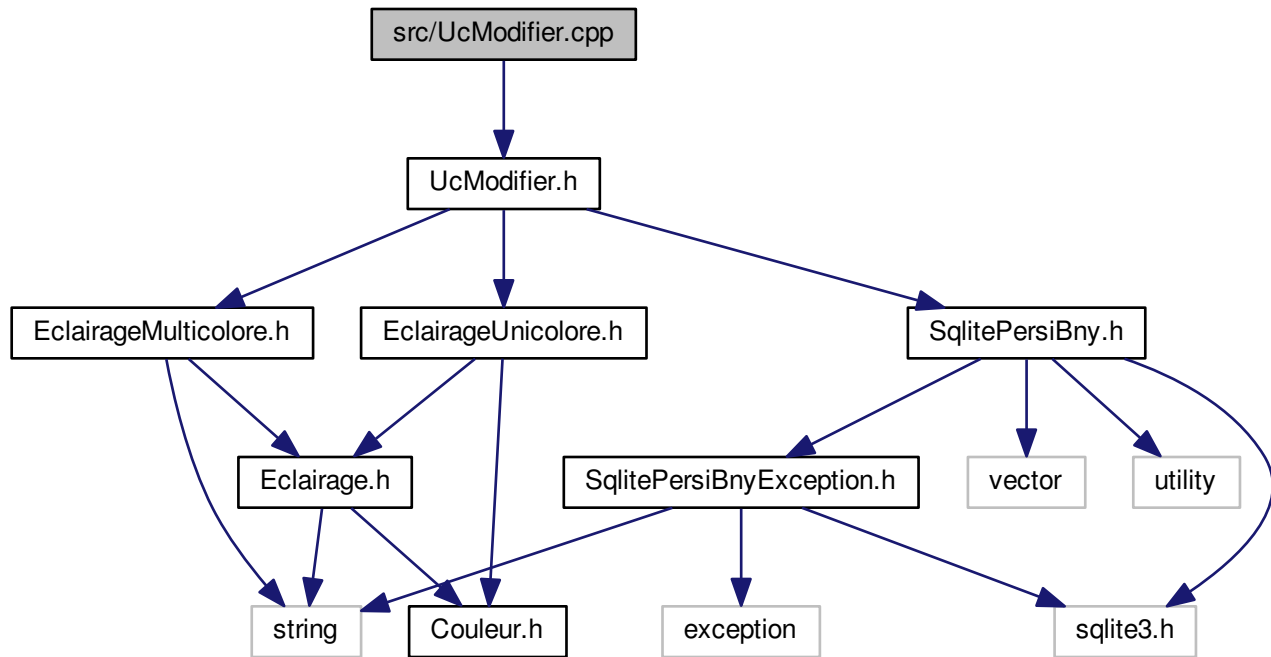 src/UcModifier.cpp
UcModifier.h
EclairageMulticolore.h
EclairageUnicolore.h
SqlitePersiBny.h
Eclairage.h
SqlitePersiBnyException.h
vector
utility
string
Couleur.h
exception
sqlite3.h